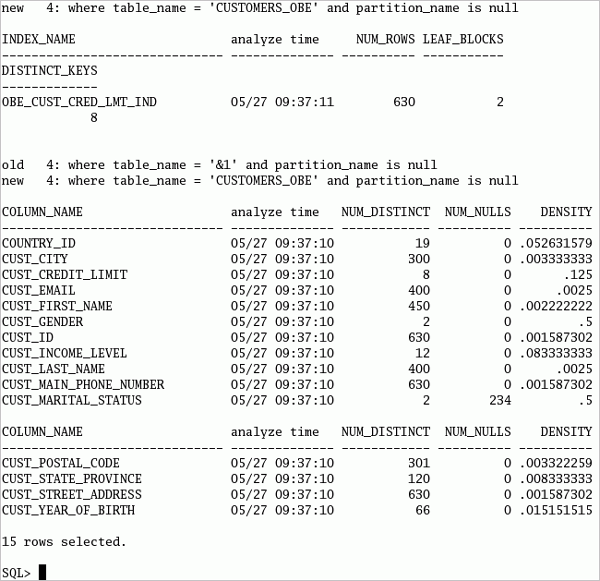 new   4: where table_name = 'CUSTOMERS_OBE' and partition_name is null
INDEX_NAME                     analyze time     NUM_ROWS LEAF_BLOCKS
------------------------------ -------------- ---------- -----------
DISTINCT_KEYS
-------------
OBE_CUST_CRED_LMT_IND          05/27 09:37:11        630           2
            8
old   4: where table_name = '&1' and partition_name is null
new   4: where table_name = 'CUSTOMERS_OBE' and partition_name is null
COLUMN_NAME                    analyze time   NUM_DISTINCT  NUM_NULLS    DENSITY
------------------------------ -------------- ------------ ---------- ----------
COUNTRY_ID                     05/27 09:37:10           19          0 .052631579
CUST_CITY                      05/27 09:37:10          300          0 .003333333
CUST_CREDIT_LIMIT              05/27 09:37:10            8          0       .125
CUST_EMAIL                     05/27 09:37:10          400          0      .0025
CUST_FIRST_NAME                05/27 09:37:10          450          0 .002222222
CUST_GENDER                    05/27 09:37:10            2          0         .5
CUST_ID                        05/27 09:37:10          630          0 .001587302
CUST_INCOME_LEVEL              05/27 09:37:10           12          0 .083333333
CUST_LAST_NAME                 05/27 09:37:10          400          0      .0025
CUST_MAIN_PHONE_NUMBER         05/27 09:37:10          630          0 .001587302
CUST_MARITAL_STATUS            05/27 09:37:10            2        234         .5
COLUMN_NAME                    analyze time   NUM_DISTINCT  NUM_NULLS    DENSITY
------------------------------ -------------- ------------ ---------- ----------
CUST_POSTAL_CODE               05/27 09:37:10          301          0 .003322259
CUST_STATE_PROVINCE            05/27 09:37:10          120          0 .008333333
CUST_STREET_ADDRESS            05/27 09:37:10          630          0 .001587302
CUST_YEAR_OF_BIRTH             05/27 09:37:10           66          0 .015151515
15 rows selected.
SQL>